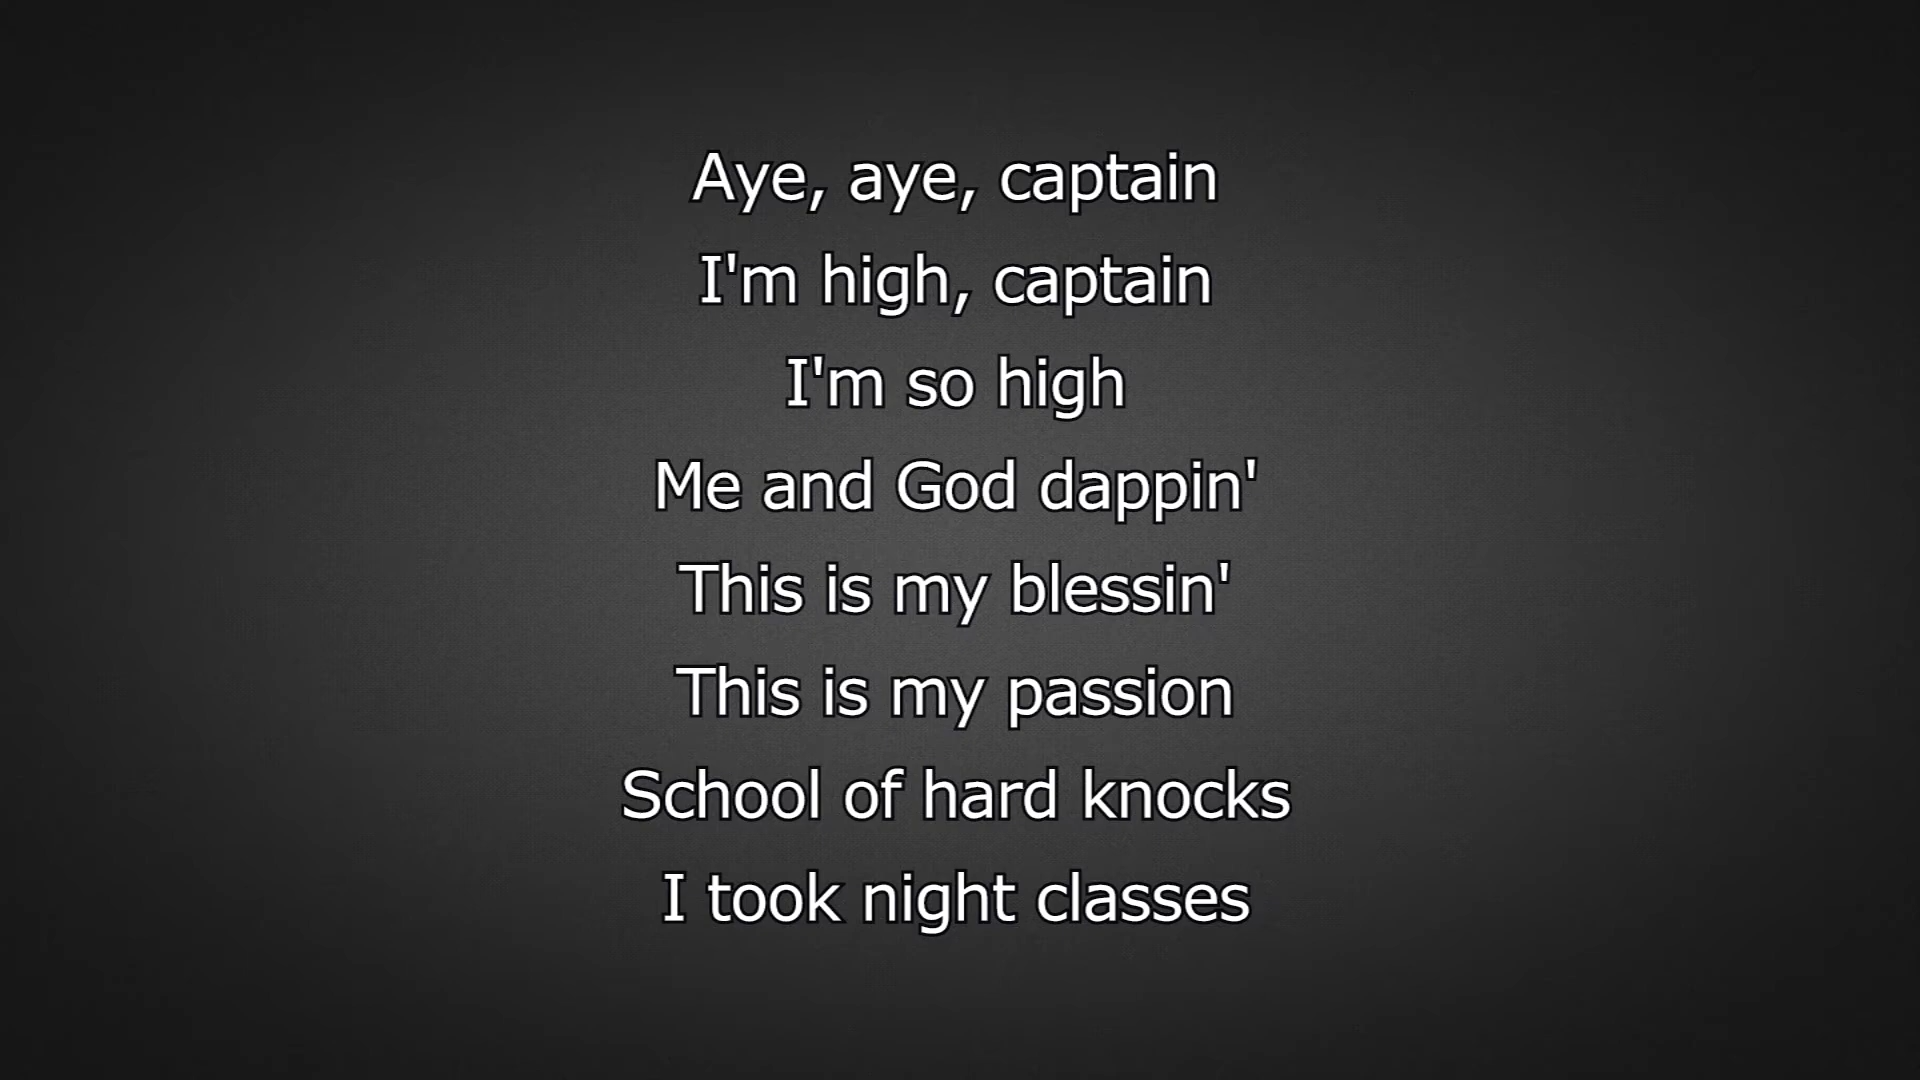 Aye, aye, captain
I'm high, captain
I'm so high
Me and God dappin'
This is my blessin'
This is my passion
School of hard knocks
I took night classes